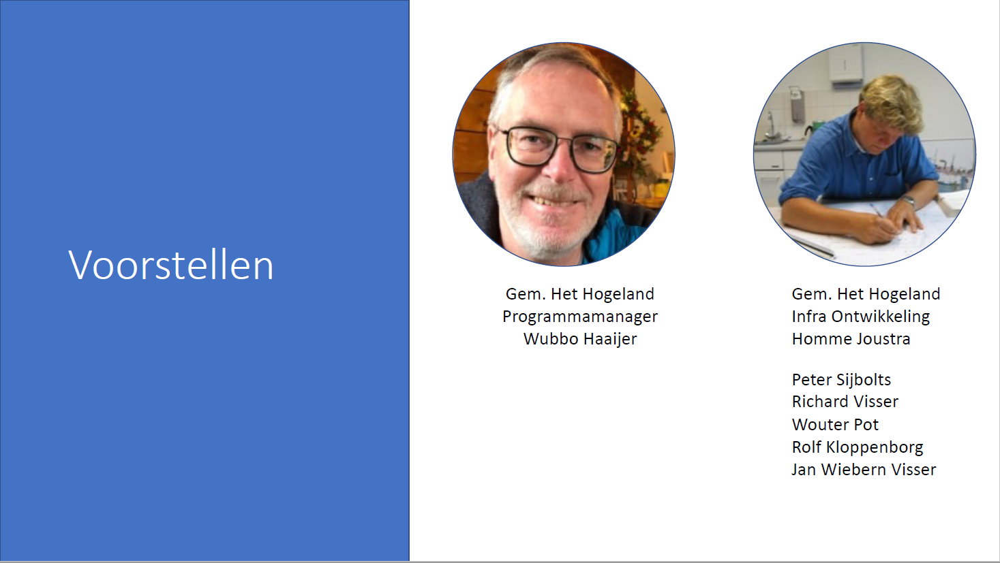 Voorstellen
Gem. Het Hogeland
Programmamanager
Wubbo Haaijer
Gem. Het Hogeland
Infra Ontwikkeling
Homme Joustra
Peter Sijbolts
Richard Visser
Wouter Pot
Rolf Kloppenborg
Jan Wiebern Visser